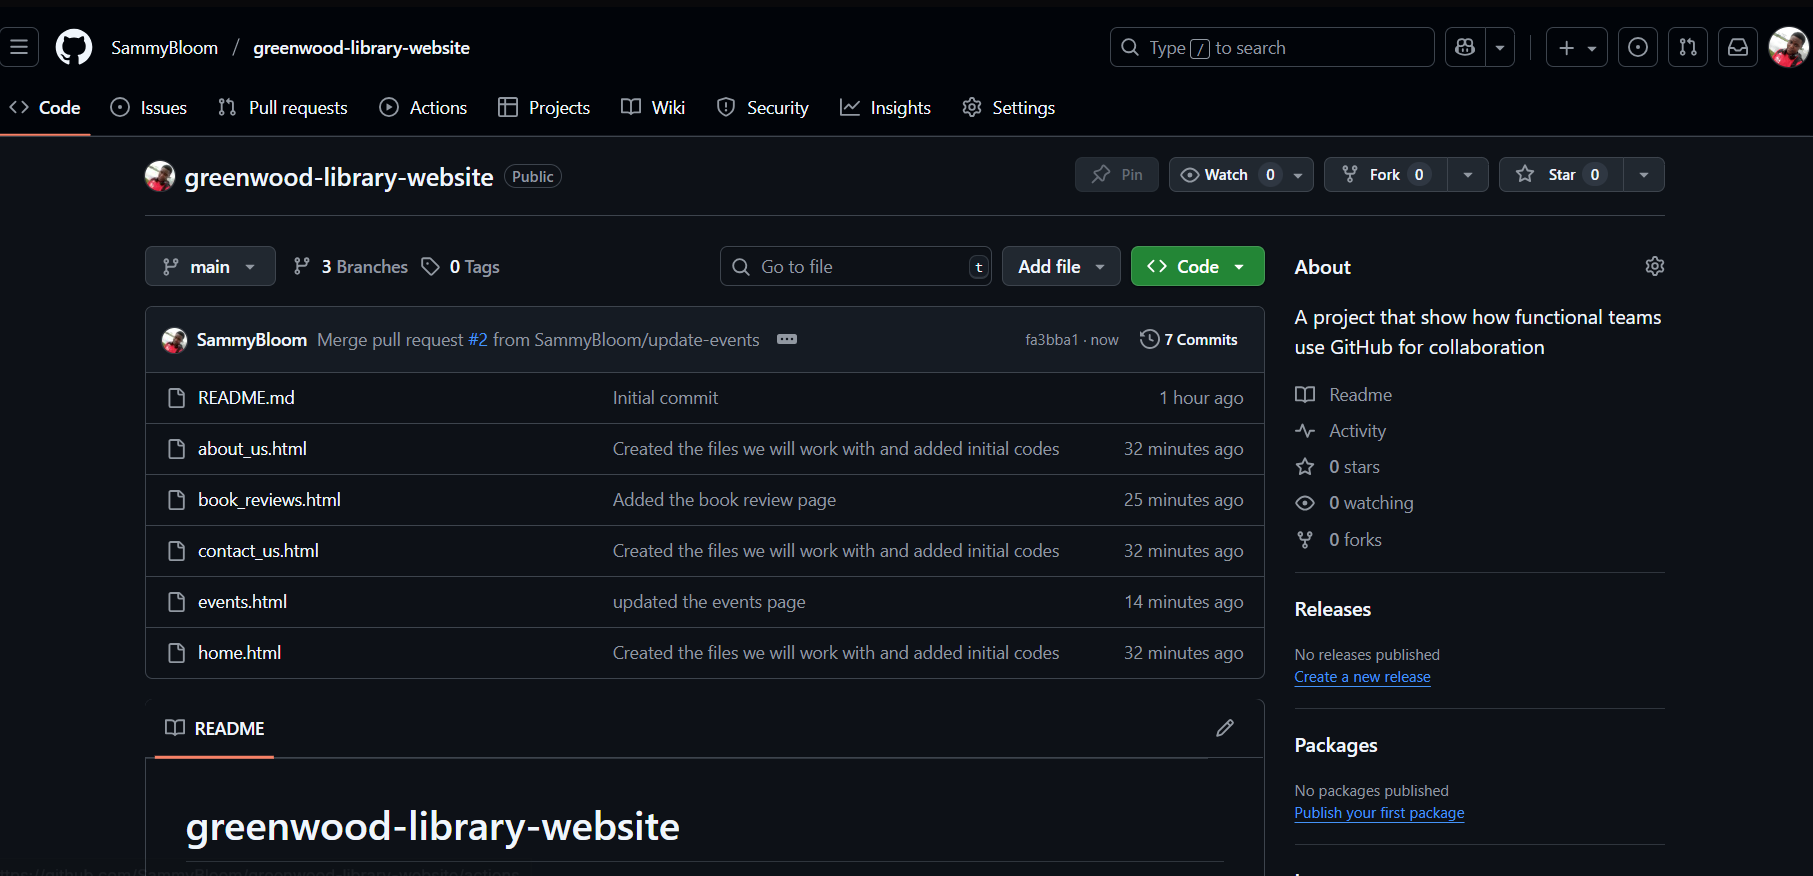 SammyBloom / greenwood-library-website
Type / to search
Code Issues Pull requests Actions Projects Wiki Security Insights Settings
greenwood-library-website Public
Pin Watch 0 Fork 0 Star 0
main 3 Branches 0 Tags
Go to file t Add file Code
SammyBloom Merge pull request #2 from SammyBloom/update-events fa3bba1 · now 7 Commits
README.md Initial commit 1 hour ago
about_us.html Created the files we will work with and added initial codes 32 minutes ago
book_reviews.html Added the book review page 25 minutes ago
contact_us.html Created the files we will work with and added initial codes 32 minutes ago
events.html updated the events page 14 minutes ago
home.html Created the files we will work with and added initial codes 32 minutes ago
README
greenwood-library-website
About
A project that show how functional teams
use GitHub for collaboration
Readme
Activity
0 stars
0 watching
0 forks
Releases
No releases published
Create a new release
Packages
No packages published
Publish your first package